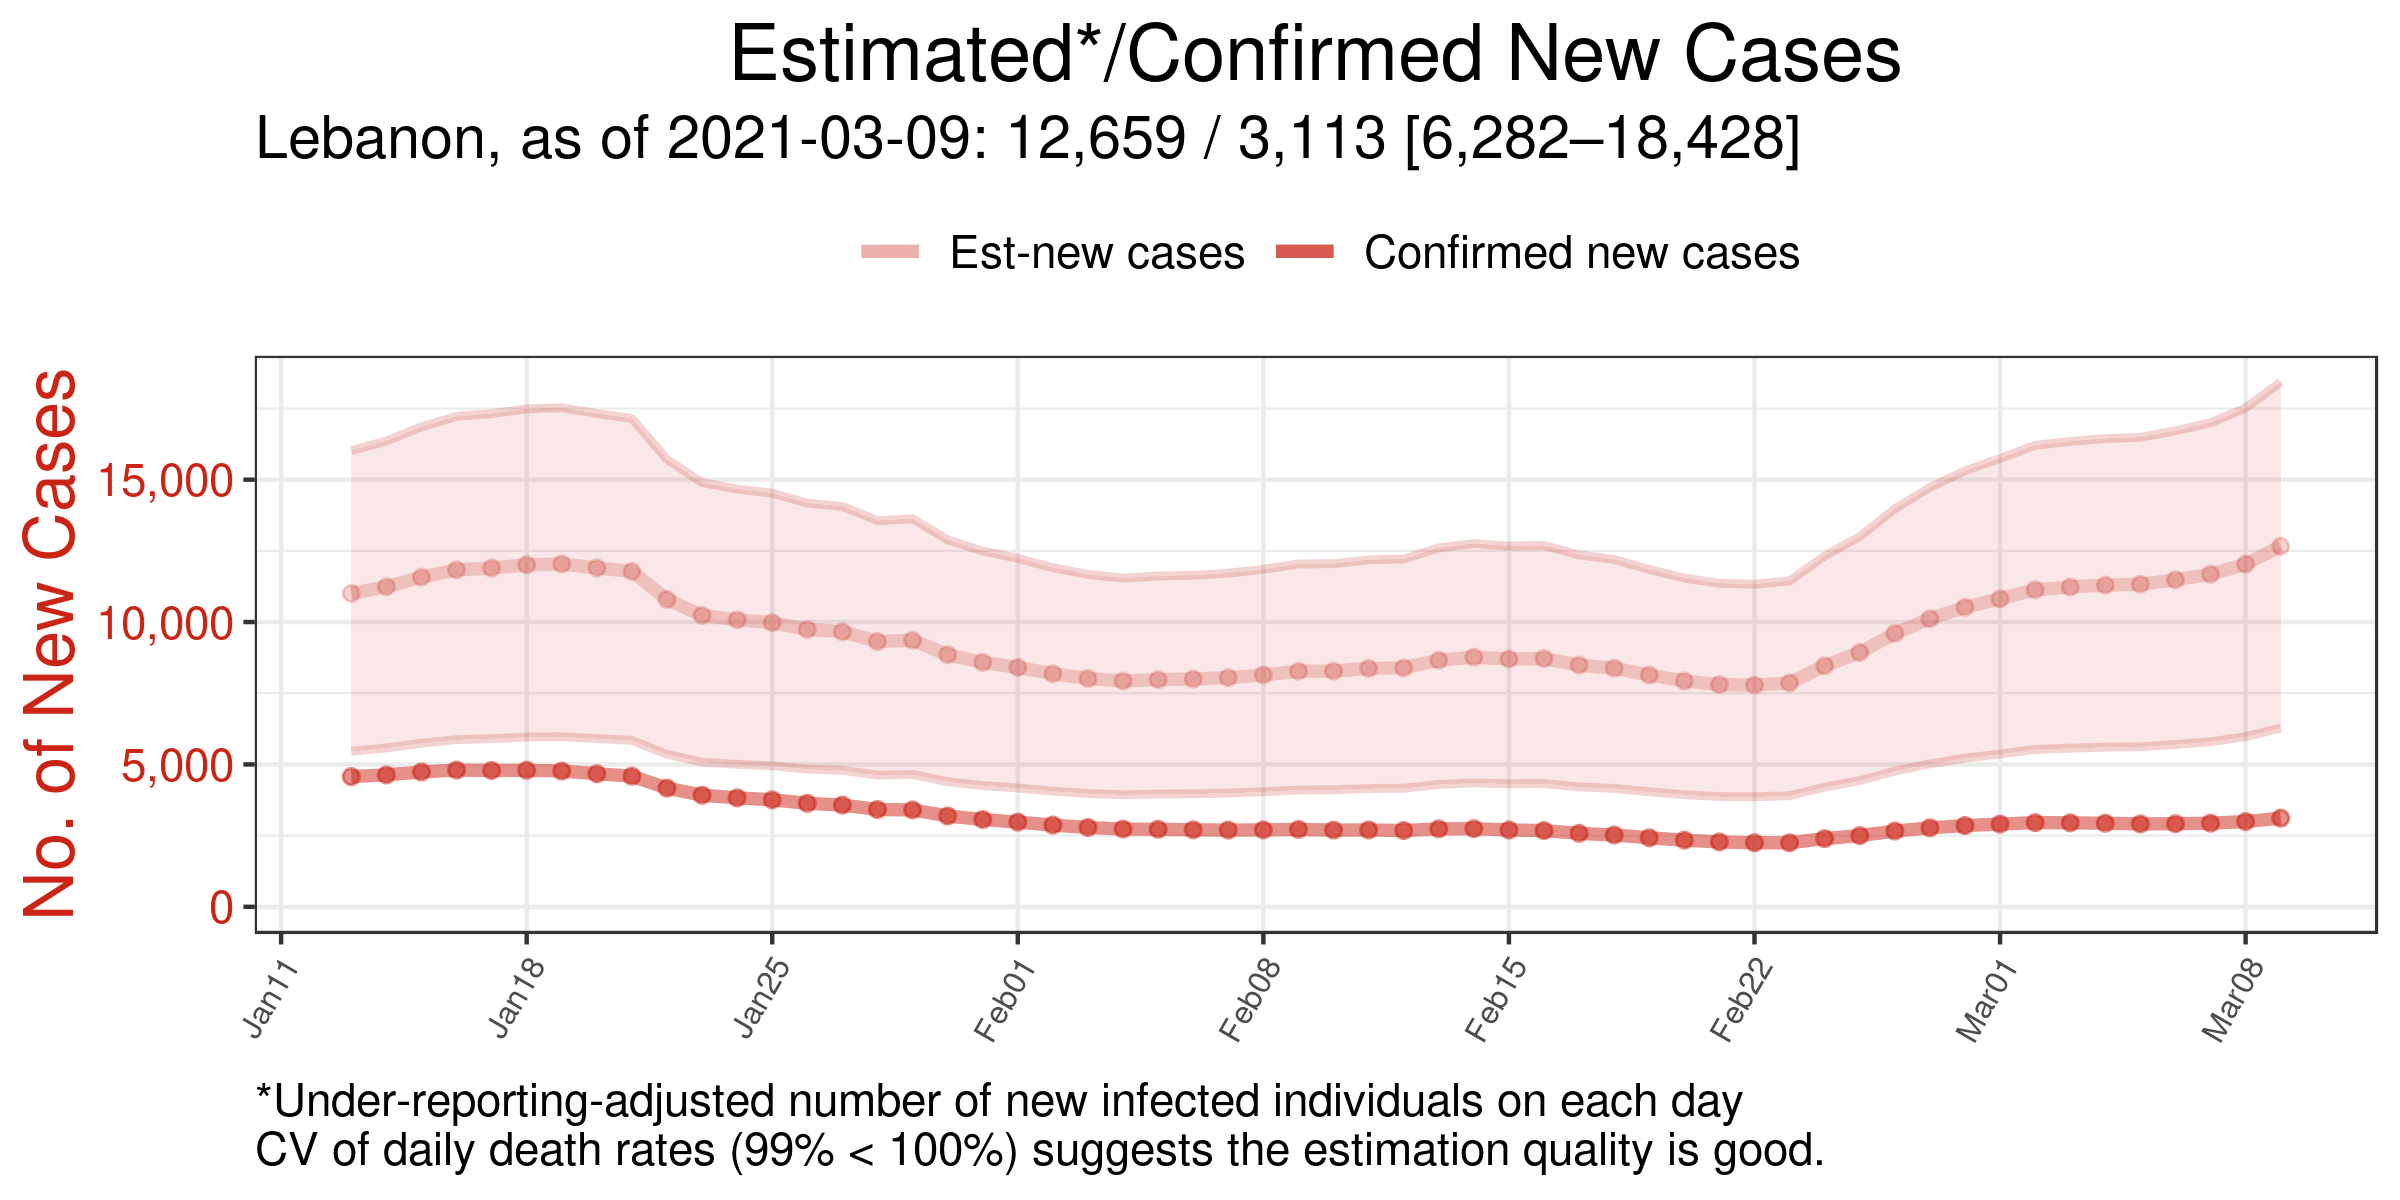 Estimated*/Confirmed New Cases
Lebanon, as of 2021-03-09: 12,659 / 3,113 [6,282–18,428]
Est-new cases Confirmed new cases
No. of New Cases
15,000
10,000
5,000
0
Jan11 Jan18 Jan25 Feb01 Feb08 Feb15 Feb22 Mar01 Mar08
*Under-reporting-adjusted number of new infected individuals on each day
CV of daily death rates (99% < 100%) suggests the estimation quality is good.